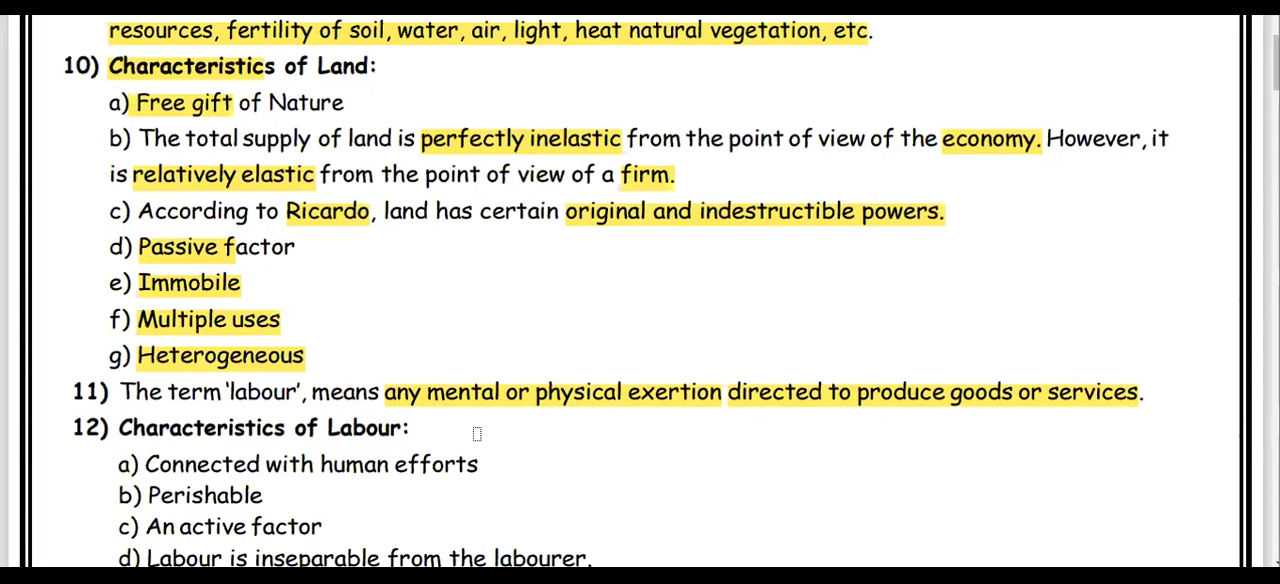 resources, fertility of soil, water, air, light, heat natural vegetation, etc.
10) Characteristics of Land:
a) Free gift of Nature
b) The total supply of land is perfectly inelastic from the point of view of the economy. However, it
is relatively elastic from the point of view of a firm.
c) According to Ricardo, land has certain original and indestructible powers.
d) Passive factor
e) Immobile
f) Multiple uses
g) Heterogeneous
11) The term 'labour', means any mental or physical exertion directed to produce goods or services.
12) Characteristics of Labour:
a) Connected with human efforts
b) Perishable
c) An active factor
d) Labour is inseparable from the labourer.